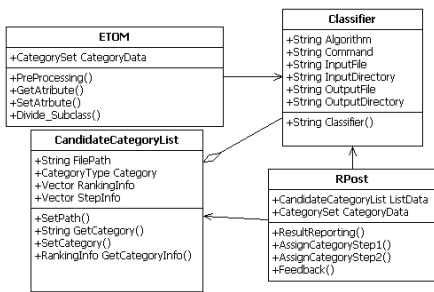 Classifier
+String Algorithm
+String Command
+String InputFile
+String InputDirectory
+String OutputFile
+String OutputDirectory
+String Classifier()
ETOM
+CategorySet CategoryData
+PreProcessing()
+GetAtribute()
+SetAtrbute()
+Divide_Subclass()
CandidateCategoryList
+String FilePath
+CategoryType Category
+Vector RankingInfo
+Vector StepInfo
+SetPath()
+String GetCategory()
+SetCategory()
+RankingInfo GetCategoryInfo()
RPost
+CandidateCategoryList ListData
+CategorySet CategoryData
+ResultReporting()
+AssignCategoryStep1()
+AssignCategoryStep2()
+Feedback()